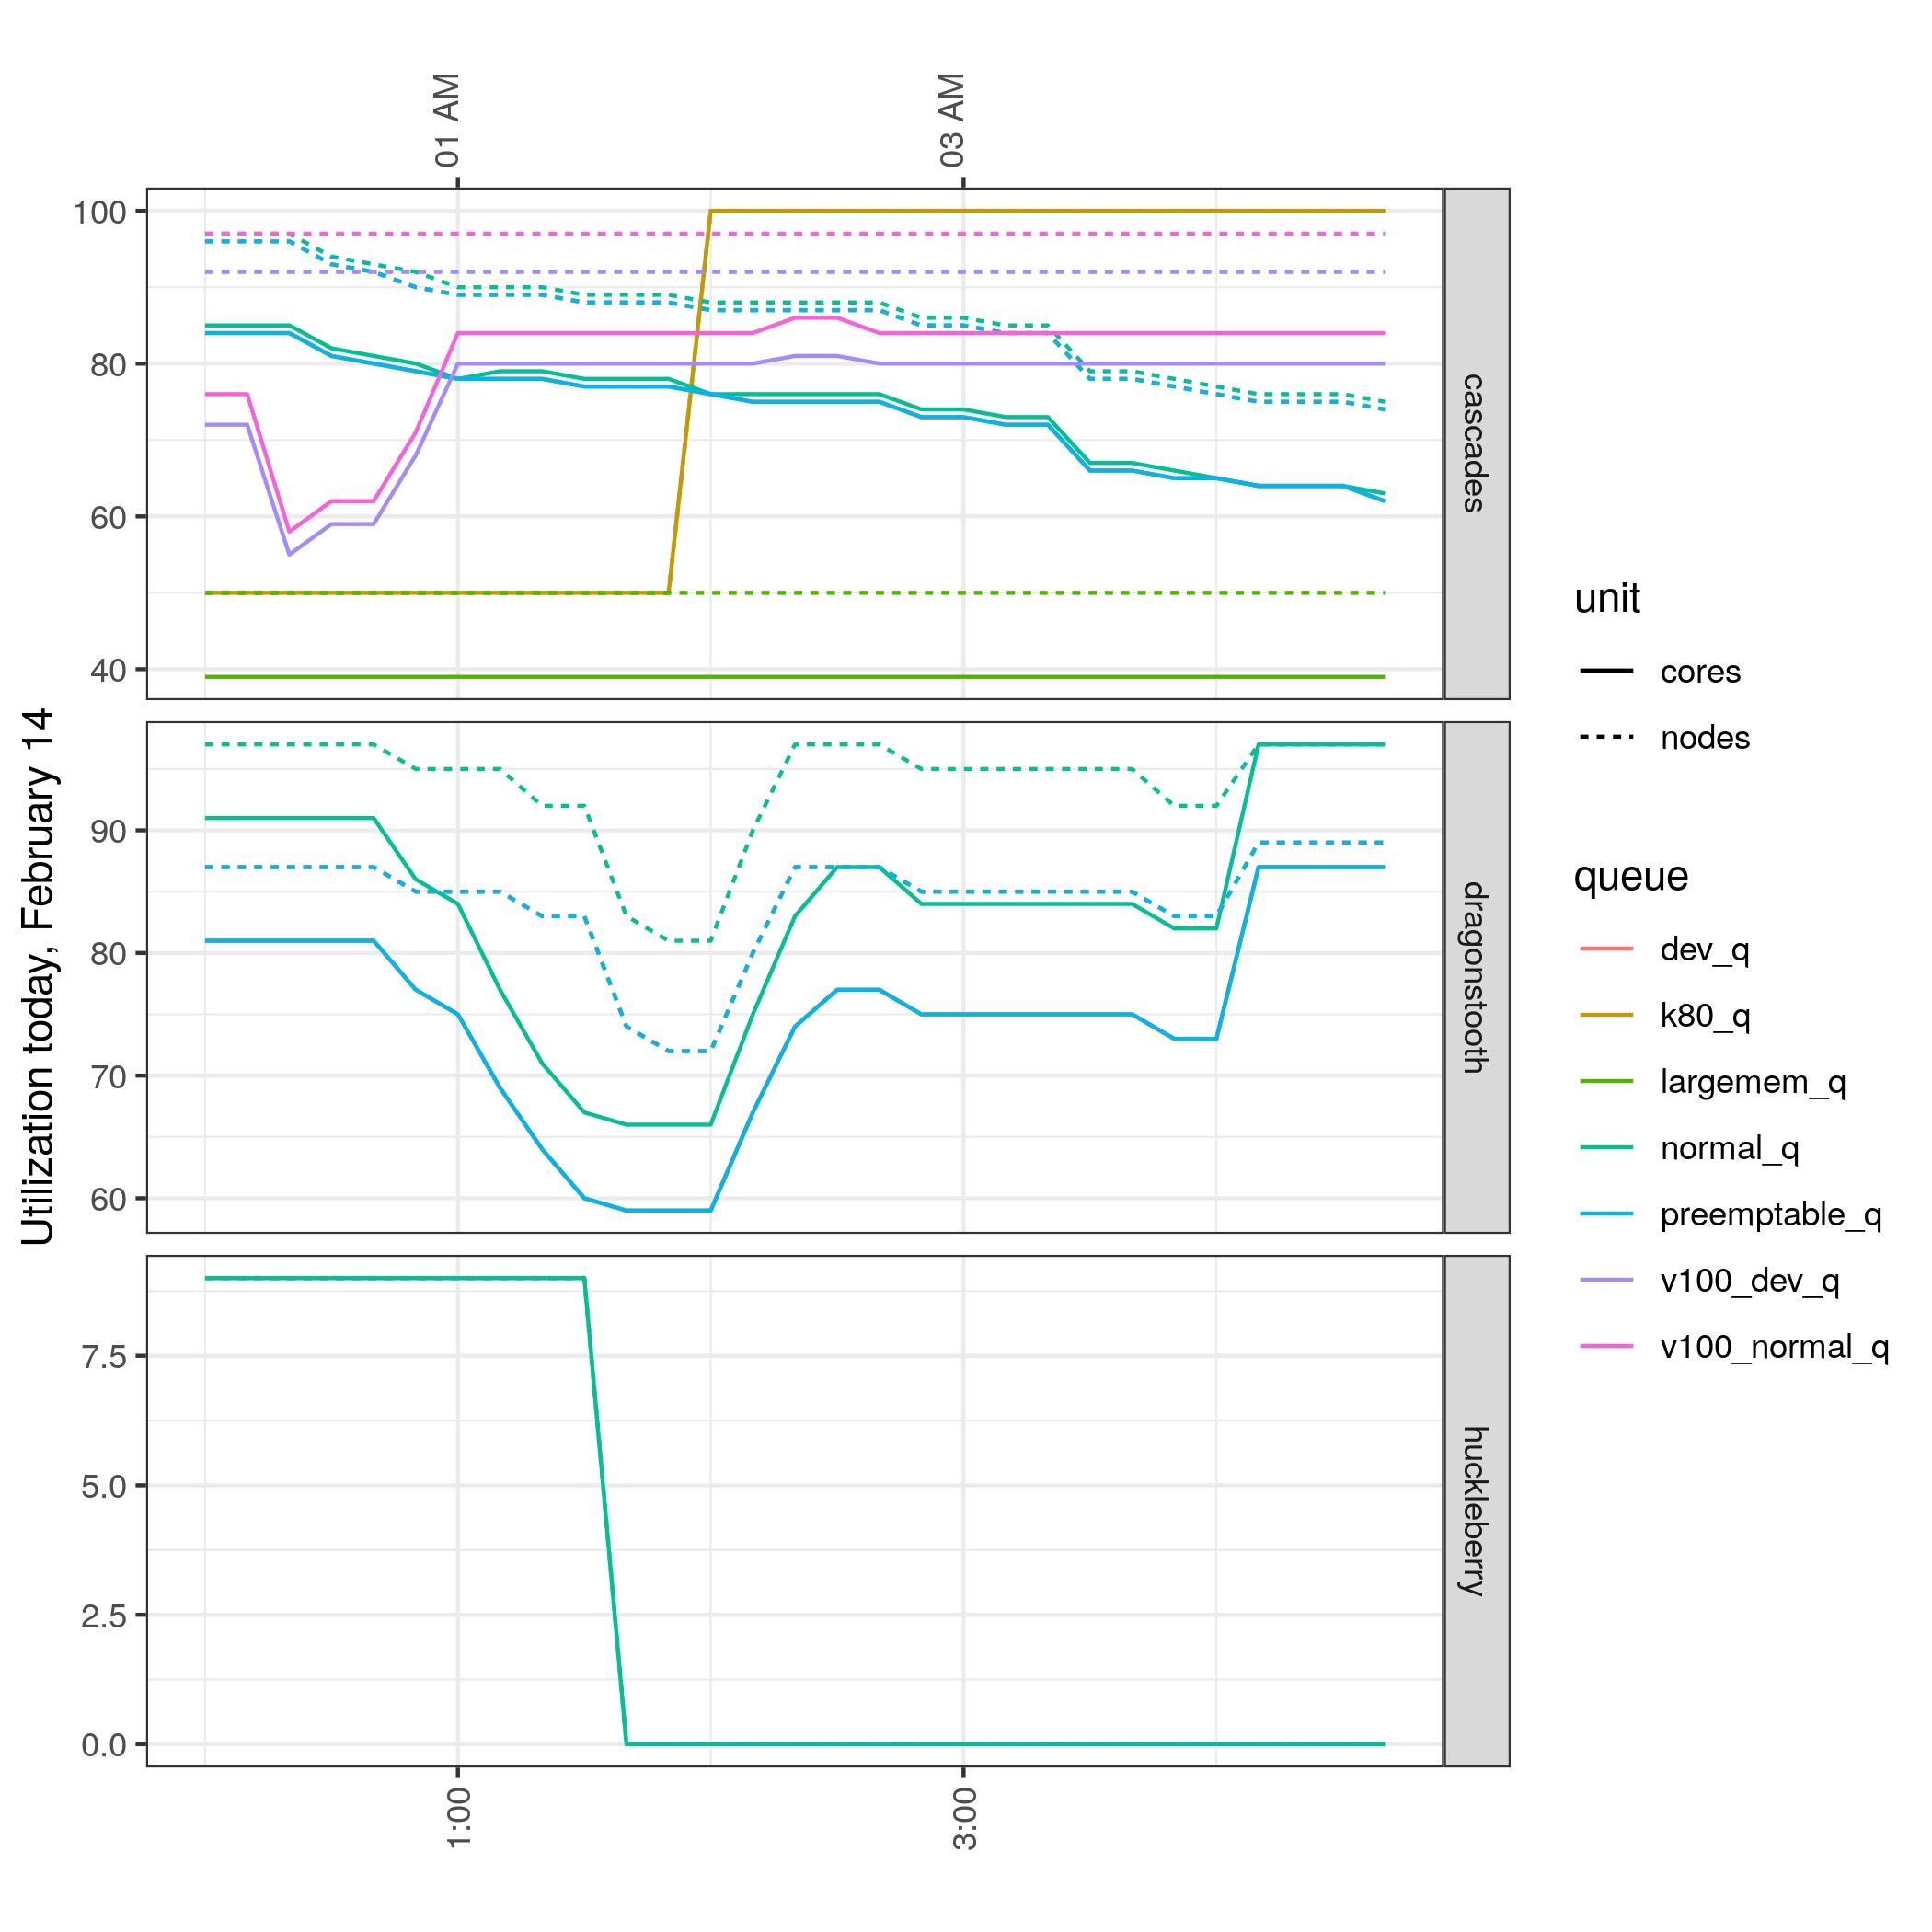 01 AM
03 AM
100
80
60
40
cascades
Utilization today, February 14
90
80
70
60
dragonstooth
7.5
5.0
2.5
0.0
huckleberry
1:00
3:00
unit
cores
nodes
queue
dev_q
k80_q
largemem_q
normal_q
preemptable_q
v100_dev_q
v100_normal_q